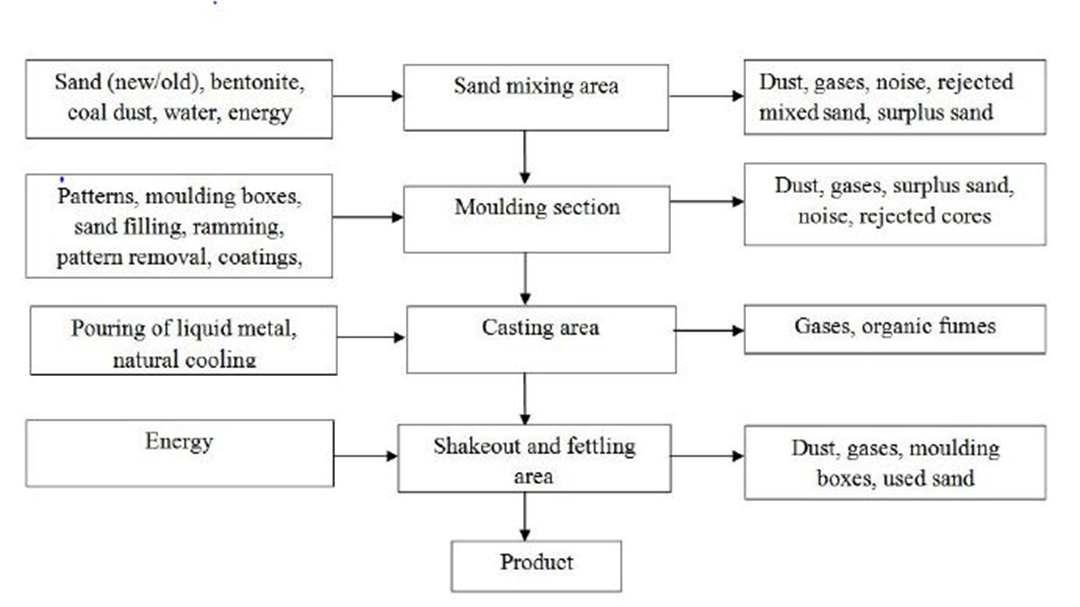 Sand (new/old), bentonite,
coal dust, water, energy
Sand mixing area
Dust, gases, noise, rejected
mixed sand, surplus sand
Patterns, moulding boxes,
sand filling, ramming,
pattern removal, coatings,
Moulding section
Dust, gases, surplus sand,
noise, rejected cores
Pouring of liquid metal,
natural cooling
Casting area
Gases, organic fumes
Energy
Shakeout and fettling
area
Dust, gases, moulding
boxes, used sand
Product